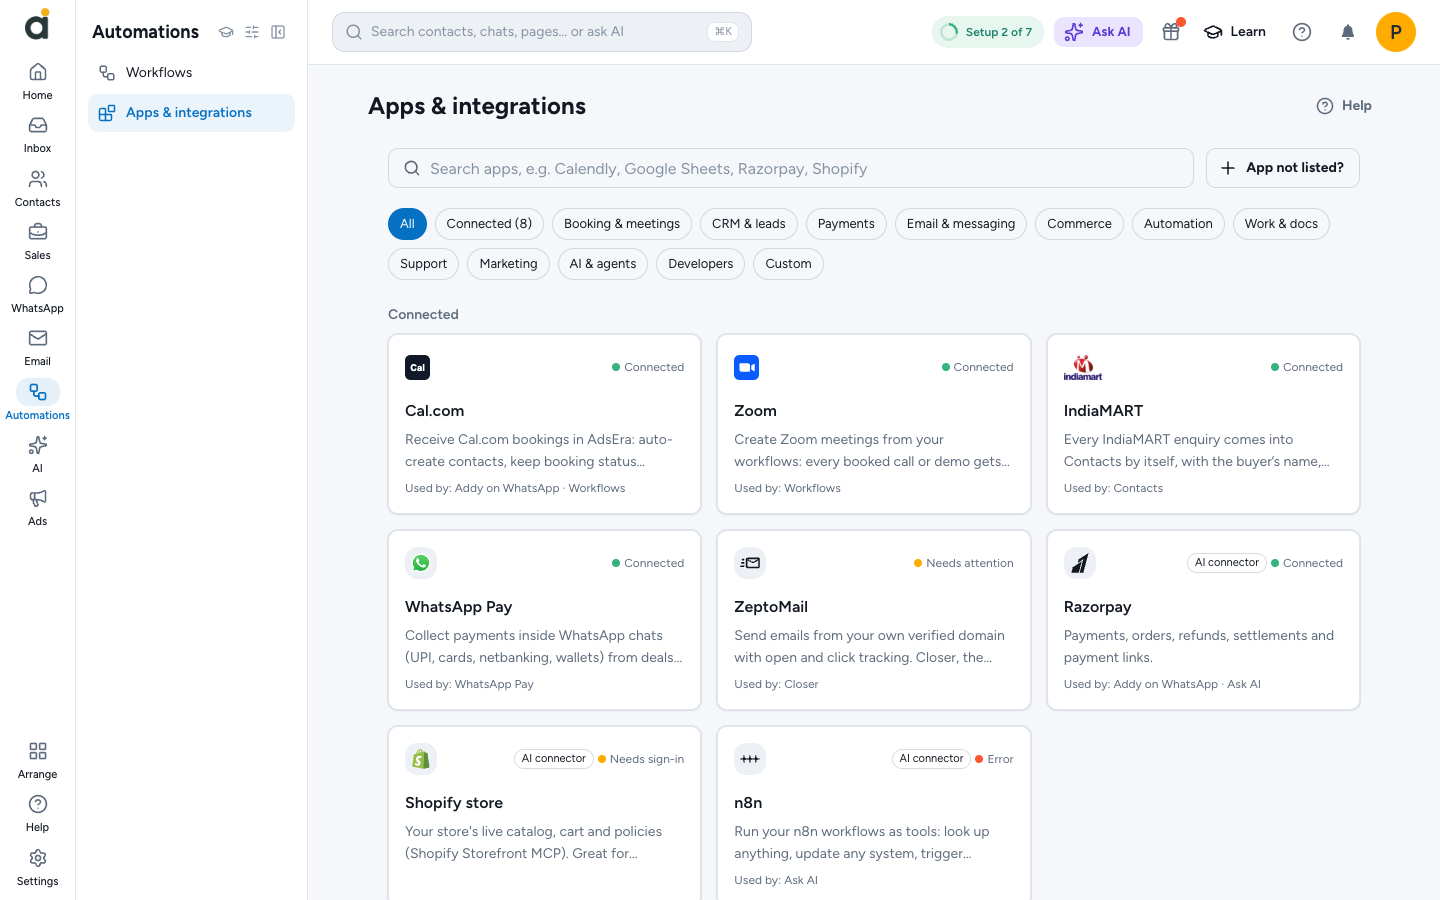 Automations
Search contacts, chats, pages... or ask AI
⌘K
Setup 2 of 7
Ask AI
Learn
P
Home
Inbox
Contacts
Sales
WhatsApp
Email
Automations
AI
Ads
Arrange
Help
Settings
Workflows
Apps & integrations
Apps & integrations
Help
Search apps, e.g. Calendly, Google Sheets, Razorpay, Shopify
App not listed?
All
Connected (8)
Booking & meetings
CRM & leads
Payments
Email & messaging
Commerce
Automation
Work & docs
Support
Marketing
AI & agents
Developers
Custom
Connected
Cal
Connected
Cal.com
Receive Cal.com bookings in AdsEra: auto-
create contacts, keep booking status...
Used by: Addy on WhatsApp · Workflows
Connected
Zoom
Create Zoom meetings from your
workflows: every booked call or demo gets...
Used by: Workflows
indiamart
Connected
IndiaMART
Every IndiaMART enquiry comes into
Contacts by itself, with the buyer's name,...
Used by: Contacts
Connected
WhatsApp Pay
Collect payments inside WhatsApp chats
(UPI, cards, netbanking, wallets) from deals...
Used by: WhatsApp Pay
Needs attention
ZeptoMail
Send emails from your own verified domain
with open and click tracking. Closer, the...
Used by: Closer
AI connector
Connected
Razorpay
Payments, orders, refunds, settlements and
payment links.
Used by: Addy on WhatsApp · Ask AI
AI connector
Needs sign-in
Shopify store
Your store's live catalog, cart and policies
(Shopify Storefront MCP). Great for...
AI connector
Error
n8n
Run your n8n workflows as tools: look up
anything, update any system, trigger...
Used by: Ask AI